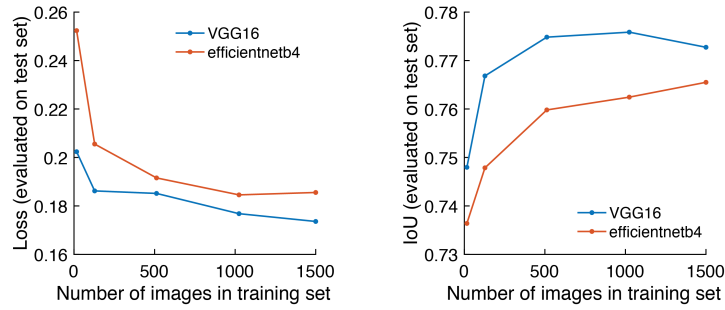 Loss (evaluated on test set)
0.26
0.24
0.22
0.2
0.18
0.16
VGG16
efficientnetb4
0
500
1000
1500
Number of images in training set
IoU (evaluated on test set)
0.78
0.77
0.76
0.75
0.74
0.73
VGG16
efficientnetb4
0
500
1000
1500
Number of images in training set